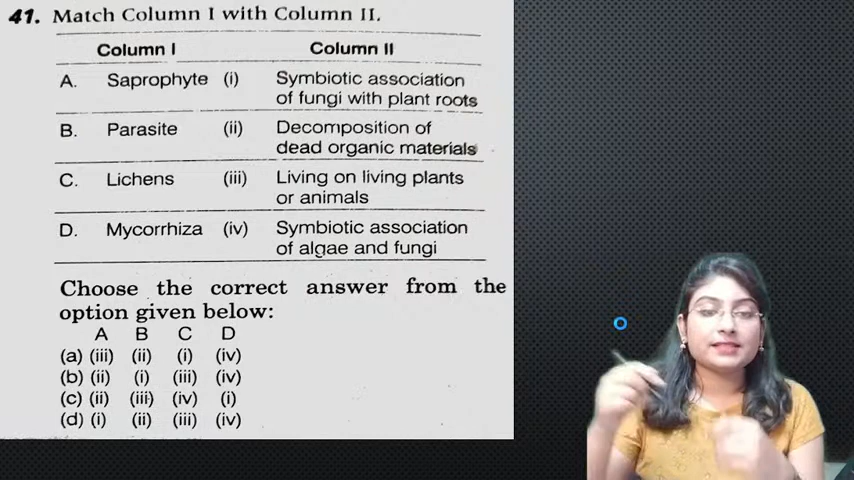 41. Match Column I with Column II.
Column I Column II
A. Saprophyte (i) Symbiotic association
of fungi with plant roots
B. Parasite (ii) Decomposition of
dead organic materials
C. Lichens (iii) Living on living plants
or animals
D. Mycorrhiza (iv) Symbiotic association
of algae and fungi
Choose the correct answer from the
option given below:
A B C D
(a) (iii) (ii) (i) (iv)
(b) (ii) (i) (iii) (iv)
(c) (ii) (iii) (iv) (i)
(d) (i) (ii) (iii) (iv)